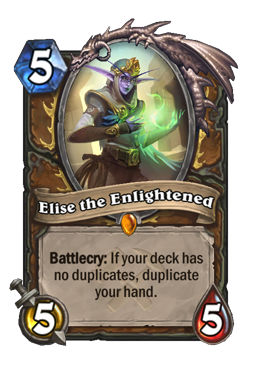 5
Elise the Enlightened
Battlecry: If your deck has
no duplicates, duplicate
your hand.
5 5